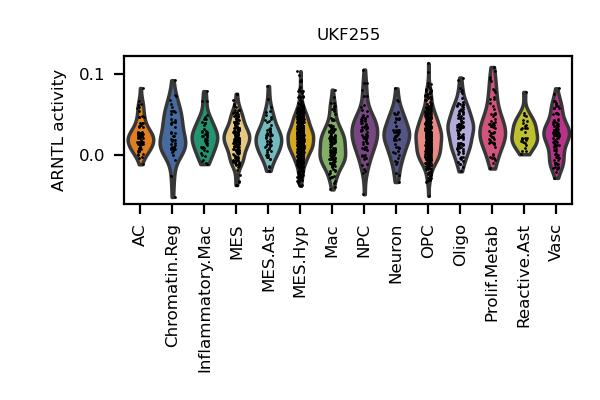 UKF255
ARNTL activity
0.1
0.0
AC
Chromatin.Reg
Inflammatory.Mac
MES
MES.Ast
MES.Hyp
Mac
NPC
Neuron
OPC
Oligo
Prolif.Metab
Reactive.Ast
Vasc